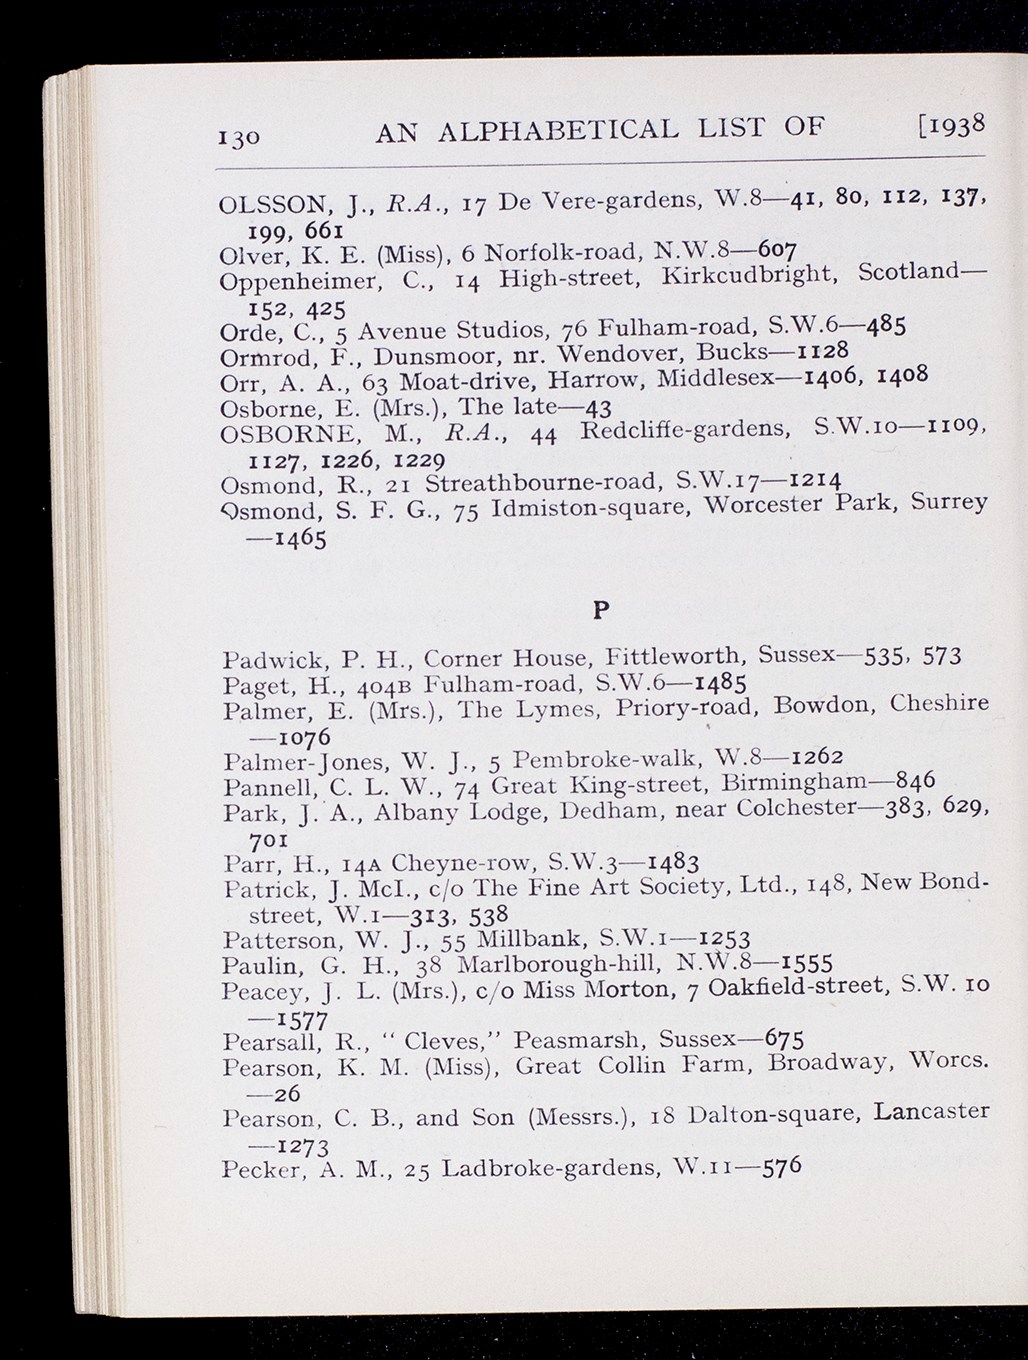 130 AN ALPHABETICAL LIST OF [1938
OLSSON, J., R.A., 17 De Vere-gardens, W.8—41, 80, 112, 137,
199, 661
Olver, K. E. (Miss), 6 Norfolk-road, N.W.8—607
Oppenheimer, C., 14 High-street, Kirkcudbright, Scotland—
152, 425
Orde, C., 5 Avenue Studios, 76 Fulham-road, S.W.6—485
Ormrod, F., Dunsmoor, nr. Wendover, Bucks—1128
Orr, A. A., 63 Moat-drive, Harrow, Middlesex—1406, 1408
Osborne, E. (Mrs.), The late—43
OSBORNE, M., R.A., 44 Redcliffe-gardens, S.W.10—1109,
1127, 1226, 1229
Osmond, R., 21 Streathbourne-road, S.W.17—1214
Osmond, S. F. G., 75 Idmiston-square, Worcester Park, Surrey
—1465
P
Padwick, P. H., Corner House, Fittleworth, Sussex—535, 573
Paget, H., 404B Fulham-road, S.W.6—1485
Palmer, E. (Mrs.), The Lymes, Priory-road, Bowdon, Cheshire
—1076
Palmer-Jones, W. J., 5 Pembroke-walk, W.8—1262
Pannell, C. L. W., 74 Great King-street, Birmingham—846
Park, J. A., Albany Lodge, Dedham, near Colchester—383, 629,
701
Parr, H., 14A Cheyne-row, S.W.3—1483
Patrick, J. McI., c/o The Fine Art Society, Ltd., 148, New Bond-
street, W.1—313, 538
Patterson, W. J., 55 Millbank, S.W.1—1253
Paulin, G. H., 38 Marlborough-hill, N.W.8—1555
Peacey, J. L. (Mrs.), c/o Miss Morton, 7 Oakfield-street, S.W. 10
—1577
Pearsall, R., “ Cleves,” Peasmarsh, Sussex—675
Pearson, K. M. (Miss), Great Collin Farm, Broadway, Worcs.
—26
Pearson, C. B., and Son (Messrs.), 18 Dalton-square, Lancaster
—1273
Pecker, A. M., 25 Ladbroke-gardens, W.11—576